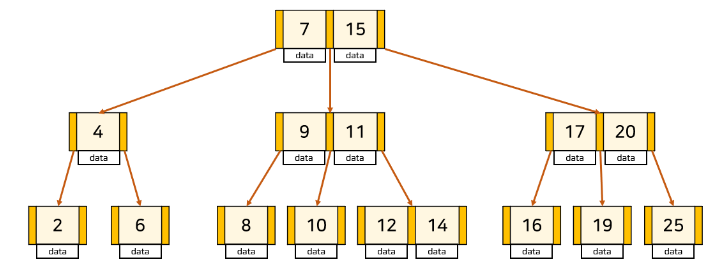 7 15
data data
4 9 11 17 20
data data data data data
2 6 8 10 12 14 16 19 25
data data data data data data data data data